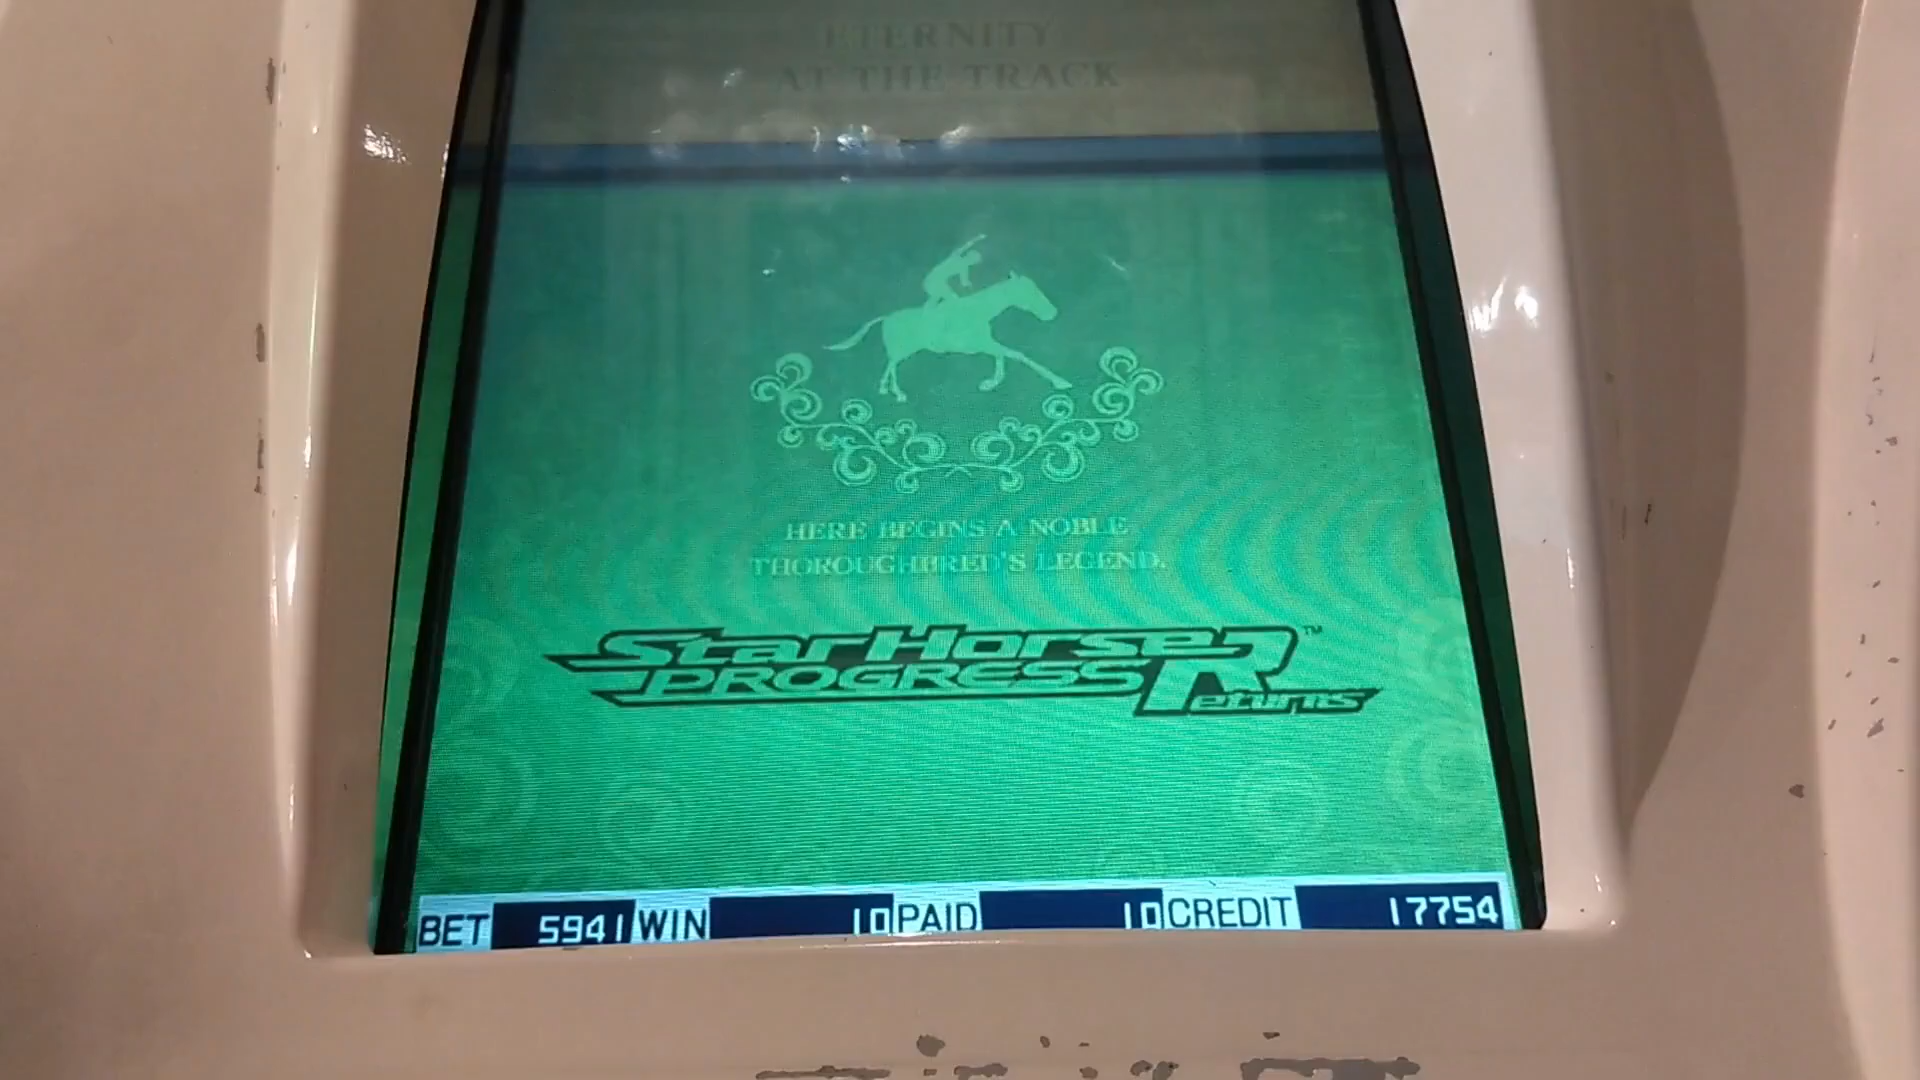 ETERNITY
AT THE TRACK
HERE BEGINS A NOBLE
THOROUGHBRED'S LEGEND.
StarHorse
PROGRESS Returns™
BET 5941 WIN 10 PAID 10 CREDIT 17754